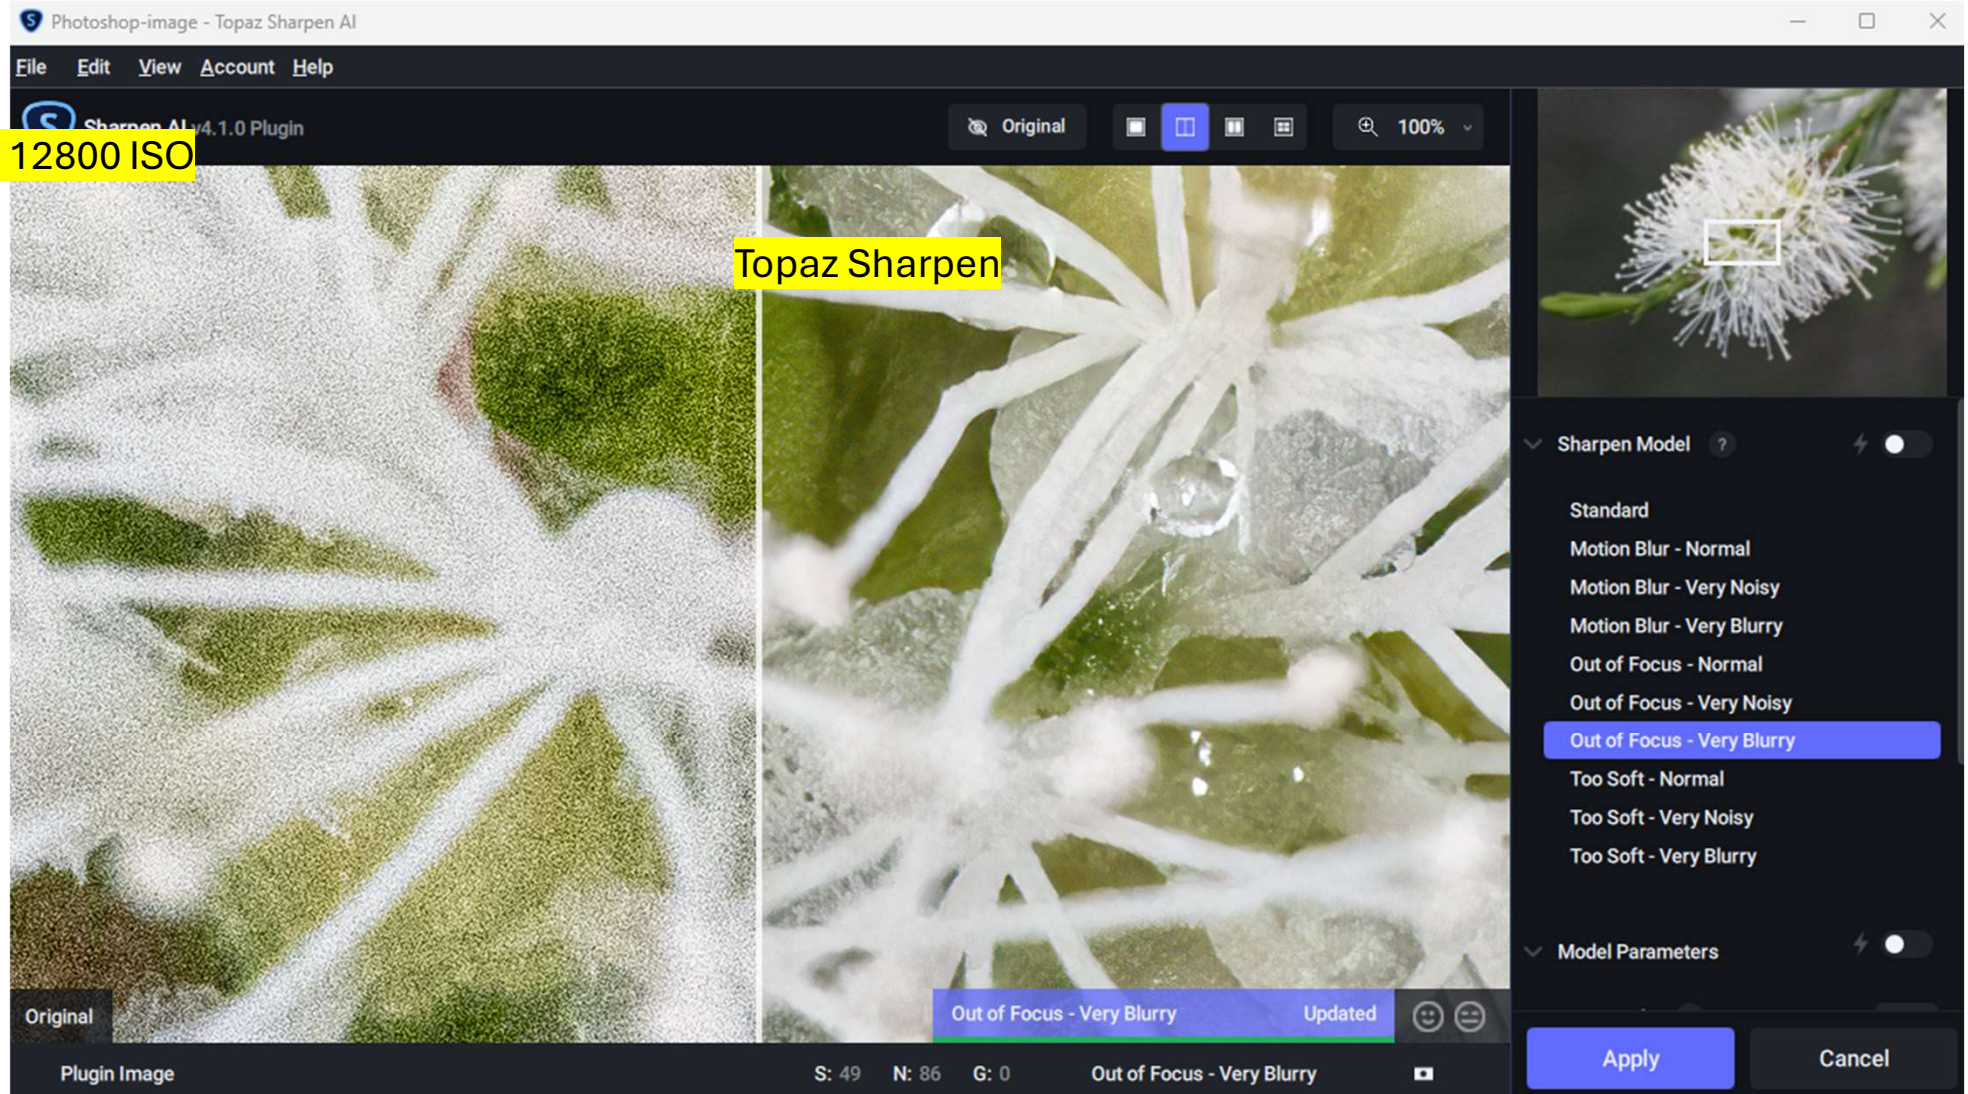 Photoshop-image - Topaz Sharpen AI
File Edit View Account Help
Sharpen AI v4.1.0 Plugin
Original
100%
12800 ISO
Topaz Sharpen
Sharpen Model ?
Standard
Motion Blur - Normal
Motion Blur - Very Noisy
Motion Blur - Very Blurry
Out of Focus - Normal
Out of Focus - Very Noisy
Out of Focus - Very Blurry
Too Soft - Normal
Too Soft - Very Noisy
Too Soft - Very Blurry
Model Parameters
Original
Out of Focus - Very Blurry Updated
Plugin Image
S: 49 N: 86 G: 0
Out of Focus - Very Blurry
Apply
Cancel